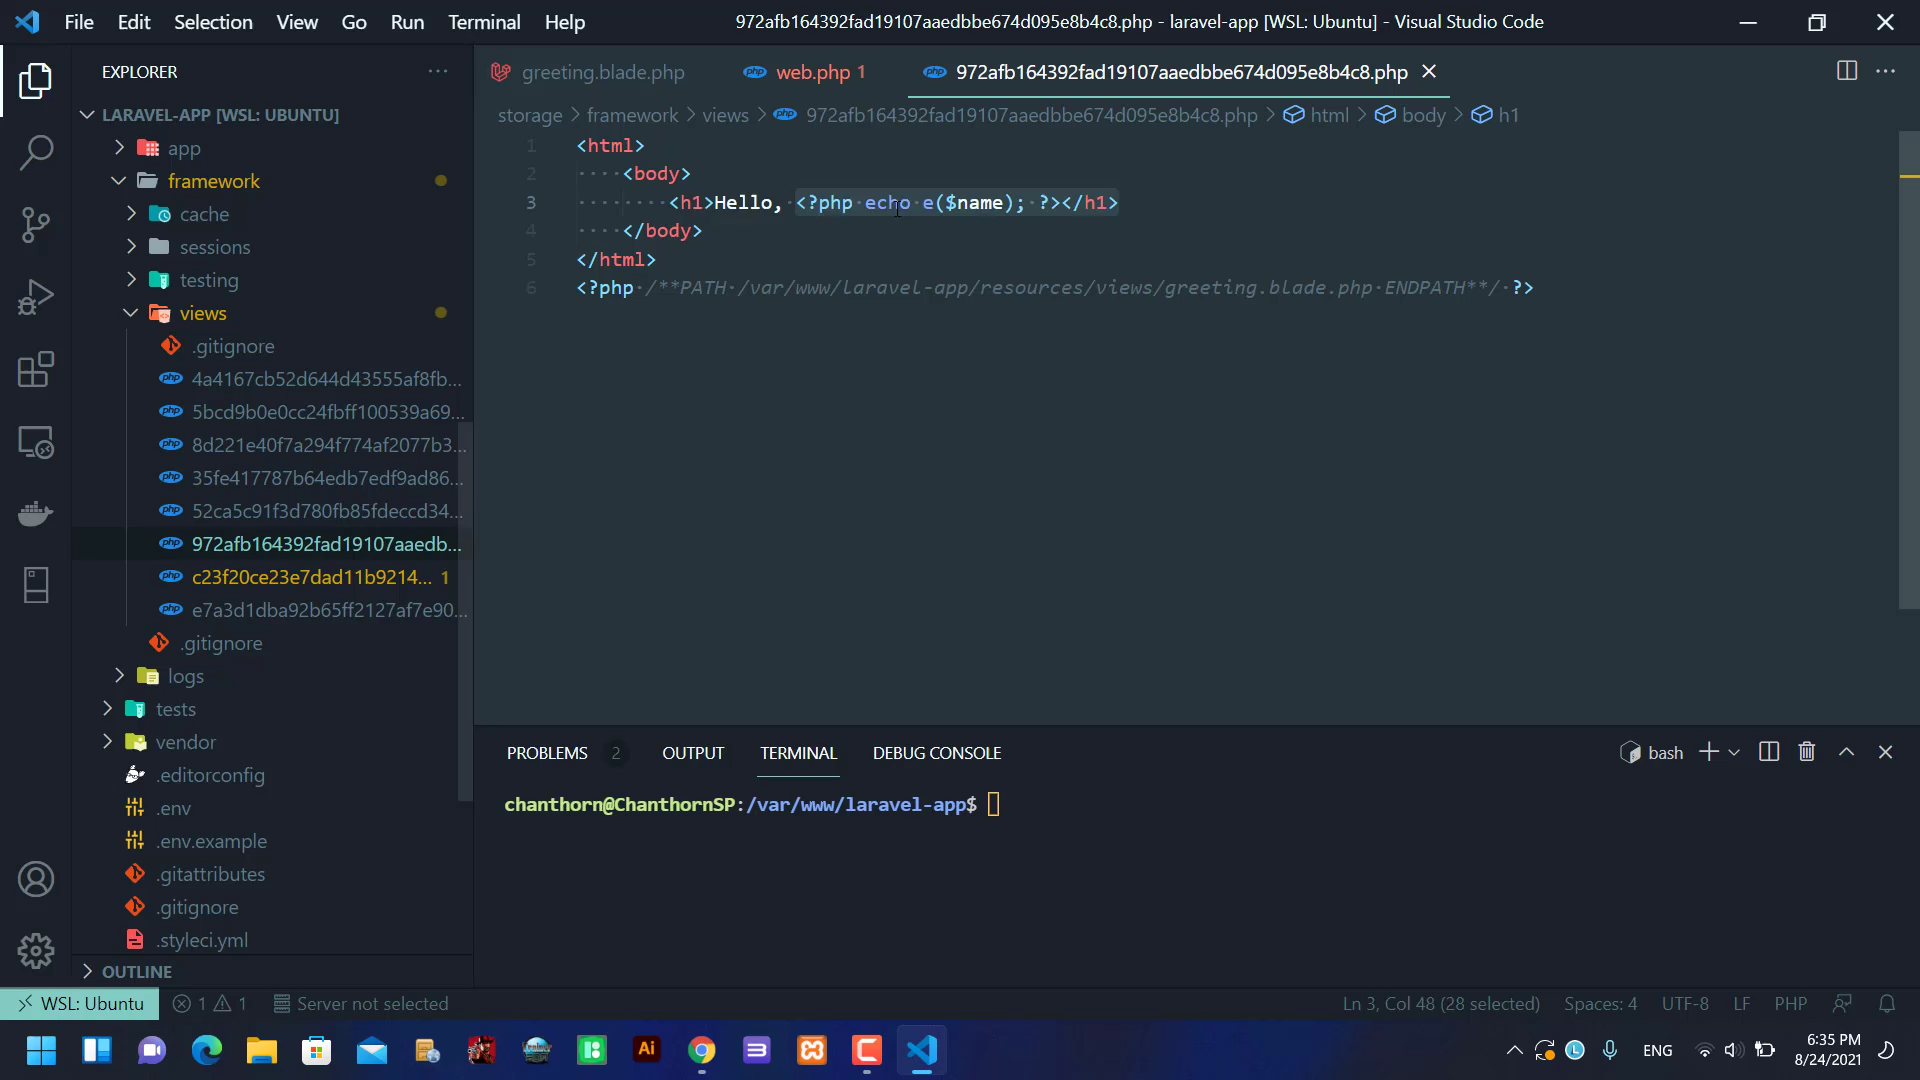 File Edit Selection View Go Run Terminal Help
972afb164392fad19107aaedbbe674d095e8b4c8.php - laravel-app [WSL: Ubuntu] - Visual Studio Code
EXPLORER
LARAVEL-APP [WSL: UBUNTU]
app
framework
cache
sessions
testing
views
.gitignore
4a4167cb52d644d43555af8fb...
5bcd9b0e0cc24fbff100539a69...
8d221e40f7a294f774af2077b3...
35fe417787b64edb7edf9ad86...
52ca5c91f3d780fb85fdeccd34...
972afb164392fad19107aaedb...
c23f20ce23e7dad11b9214... 1
e7a3d1dba92b65ff2127af7e90...
.gitignore
logs
tests
vendor
.editorconfig
.env
.env.example
.gitattributes
.gitignore
.styleci.yml
OUTLINE
greeting.blade.php web.php 1 972afb164392fad19107aaedbbe674d095e8b4c8.php
storage > framework > views > 972afb164392fad19107aaedbbe674d095e8b4c8.php > html > body > h1
1 <html>
2 <body>
3 <h1>Hello, <?php echo e($name); ?></h1>
4 </body>
5 </html>
6 <?php /**PATH /var/www/laravel-app/resources/views/greeting.blade.php ENDPATH**/ ?>
PROBLEMS 2 OUTPUT TERMINAL DEBUG CONSOLE
bash
chanthorn@ChanthornSP:/var/www/laravel-app$
WSL: Ubuntu 1 1 Server not selected
Ln 3, Col 48 (28 selected) Spaces: 4 UTF-8 LF PHP
ENG
6:35 PM
8/24/2021